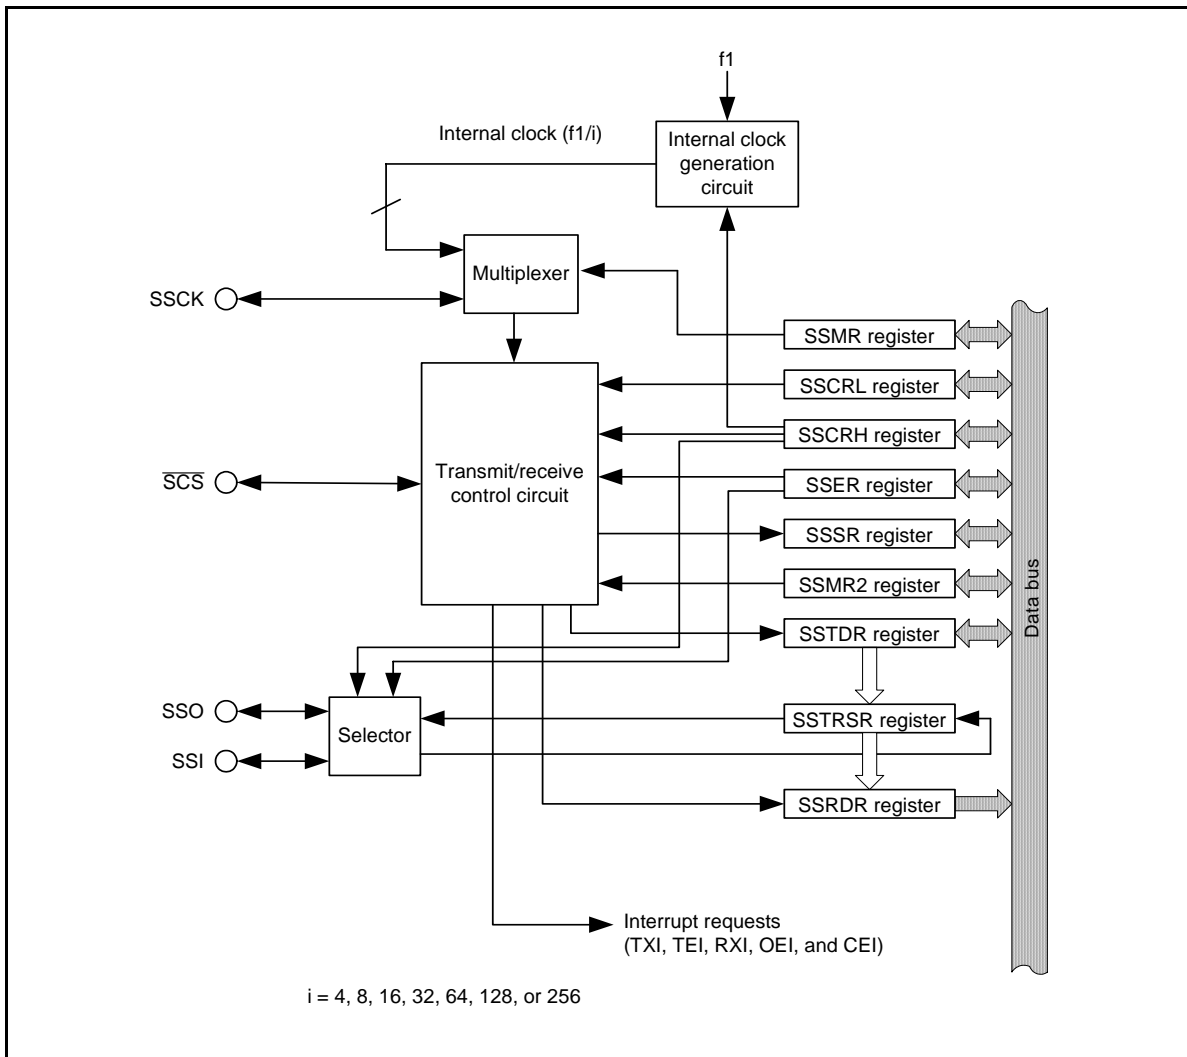 f1
Internal clock (f1/i)
Internal clock
generation
circuit
Multiplexer
SSCK
SSMR register
SSCRL register
SSCRH register
SCS
Transmit/receive
control circuit
SSER register
SSSR register
SSMR2 register
Data bus
SSTDR register
SSO
SSI
Selector
SSTRSR register
SSRDR register
Interrupt requests
(TXI, TEI, RXI, OEI, and CEI)
i = 4, 8, 16, 32, 64, 128, or 256